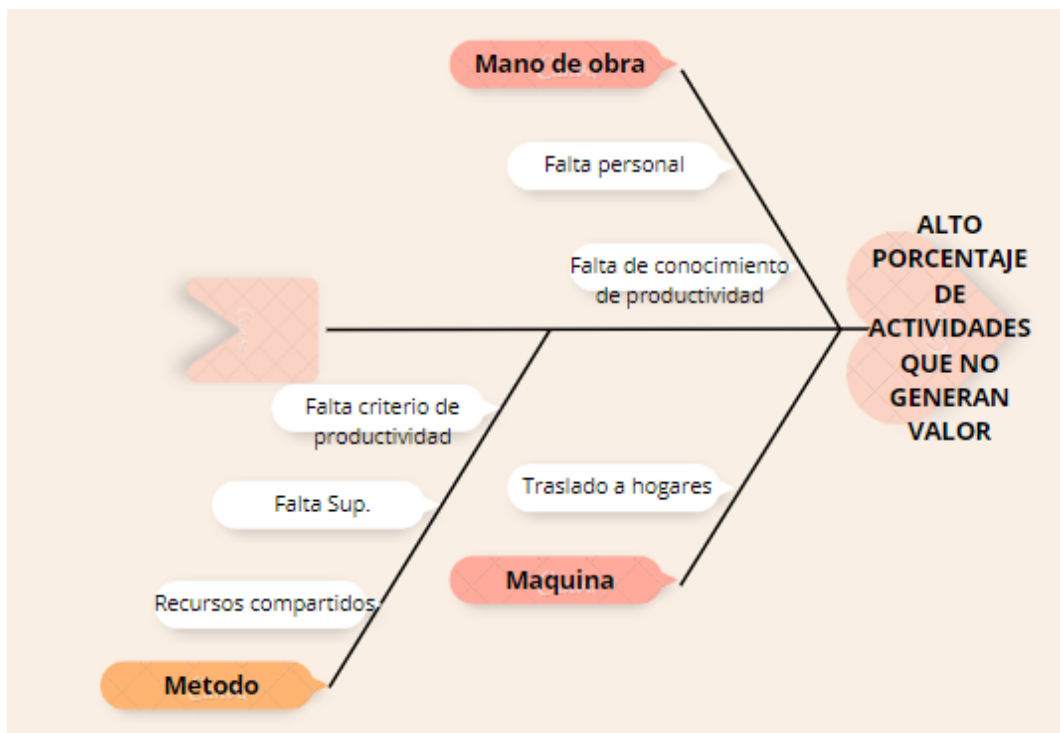 Mano de obra
Falta personal
Falta de conocimiento
de productividad
ALTO
PORCENTAJE
DE
ACTIVIDADES
QUE NO
GENERAN
VALOR
Falta criterio de
productividad
Falta Sup.
Recursos compartidos
Metodo
Traslado a hogares
Maquina